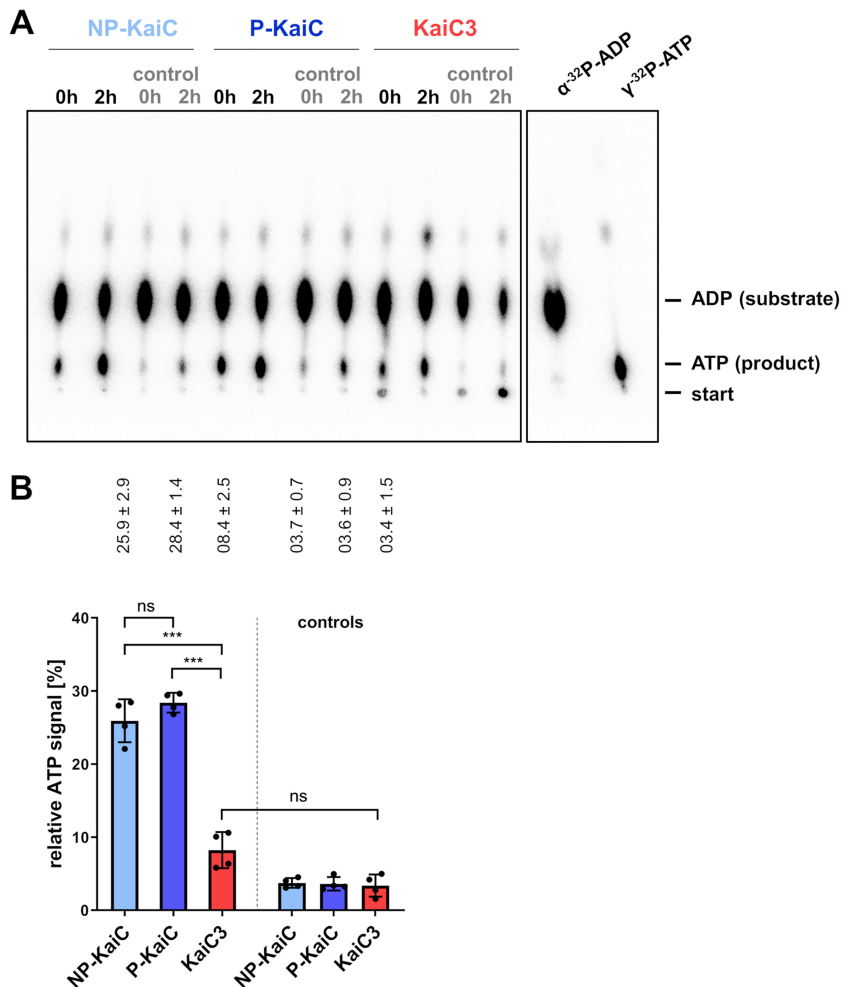 A
NP-KaiC P-KaiC KaiC3
control control control
0h 2h 0h 2h 0h 2h 0h 2h 0h 2h 0h 2h
α-³²P-ADP
γ-³²P-ATP
ADP (substrate)
ATP (product)
start
B
25.9 ± 2.9
28.4 ± 1.4
08.4 ± 2.5
03.7 ± 0.7
03.6 ± 0.9
03.4 ± 1.5
relative ATP signal [%]
40
30
20
10
0
ns
***
***
controls
ns
NP-KaiC
P-KaiC
KaiC3
NP-KaiC
P-KaiC
KaiC3